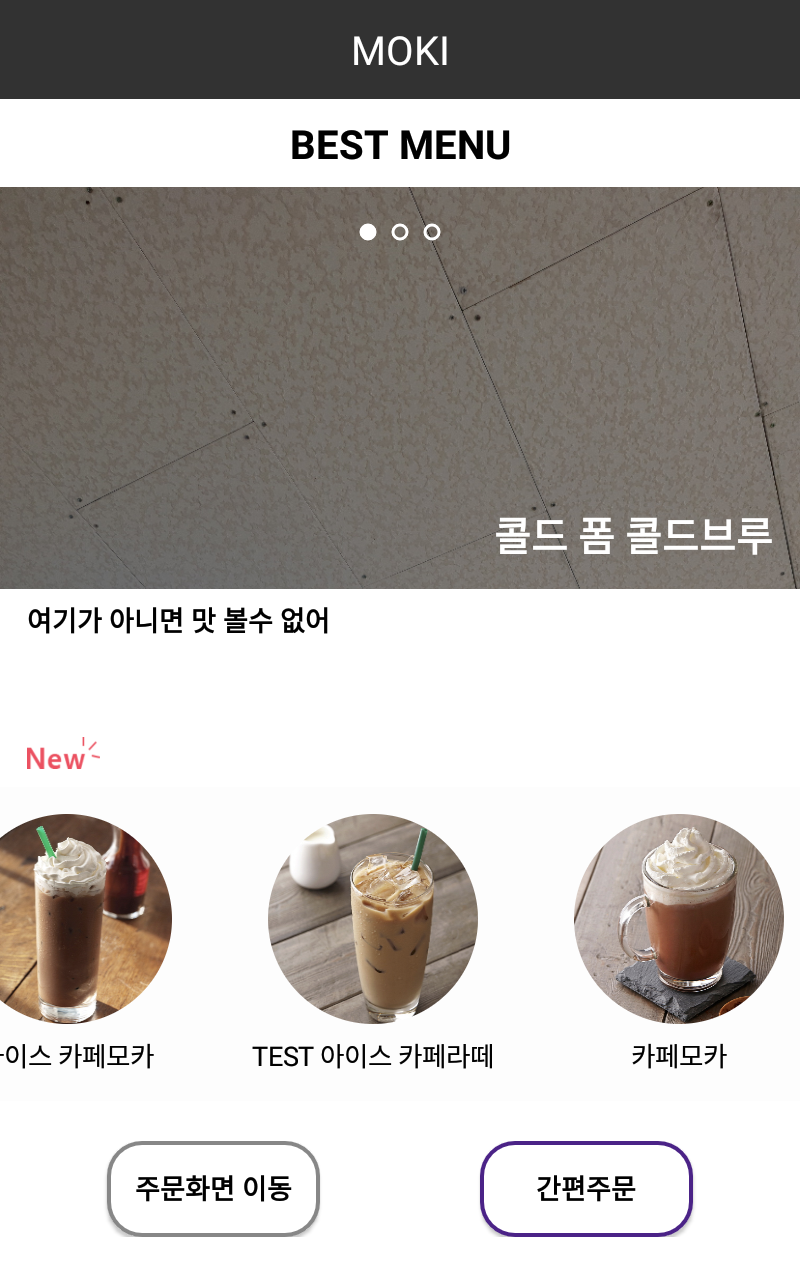 MOKI
BEST MENU
콜드 폼 콜드브루
여기가 아니면 맛 볼수 없어
New
이스 카페모카
TEST 아이스 카페라떼
카페모카
주문화면 이동
간편주문